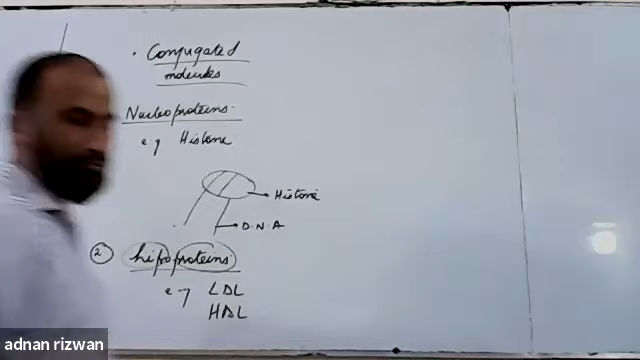 . Conjugated
molecules
Nucleoproteins.
e.g Histone
Histone
D.N.A
② Lipoproteins
e.g LDL
HDL
adnan rizwan